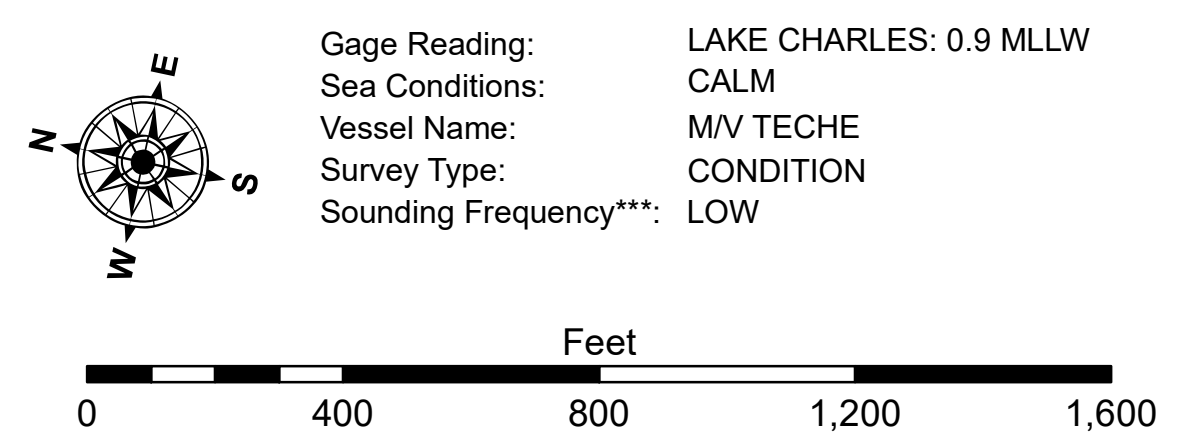 E
N
S
W
Gage Reading: LAKE CHARLES: 0.9 MLLW
Sea Conditions: CALM
Vessel Name: M/V TECHE
Survey Type: CONDITION
Sounding Frequency***: LOW
Feet
0 400 800 1,200 1,600